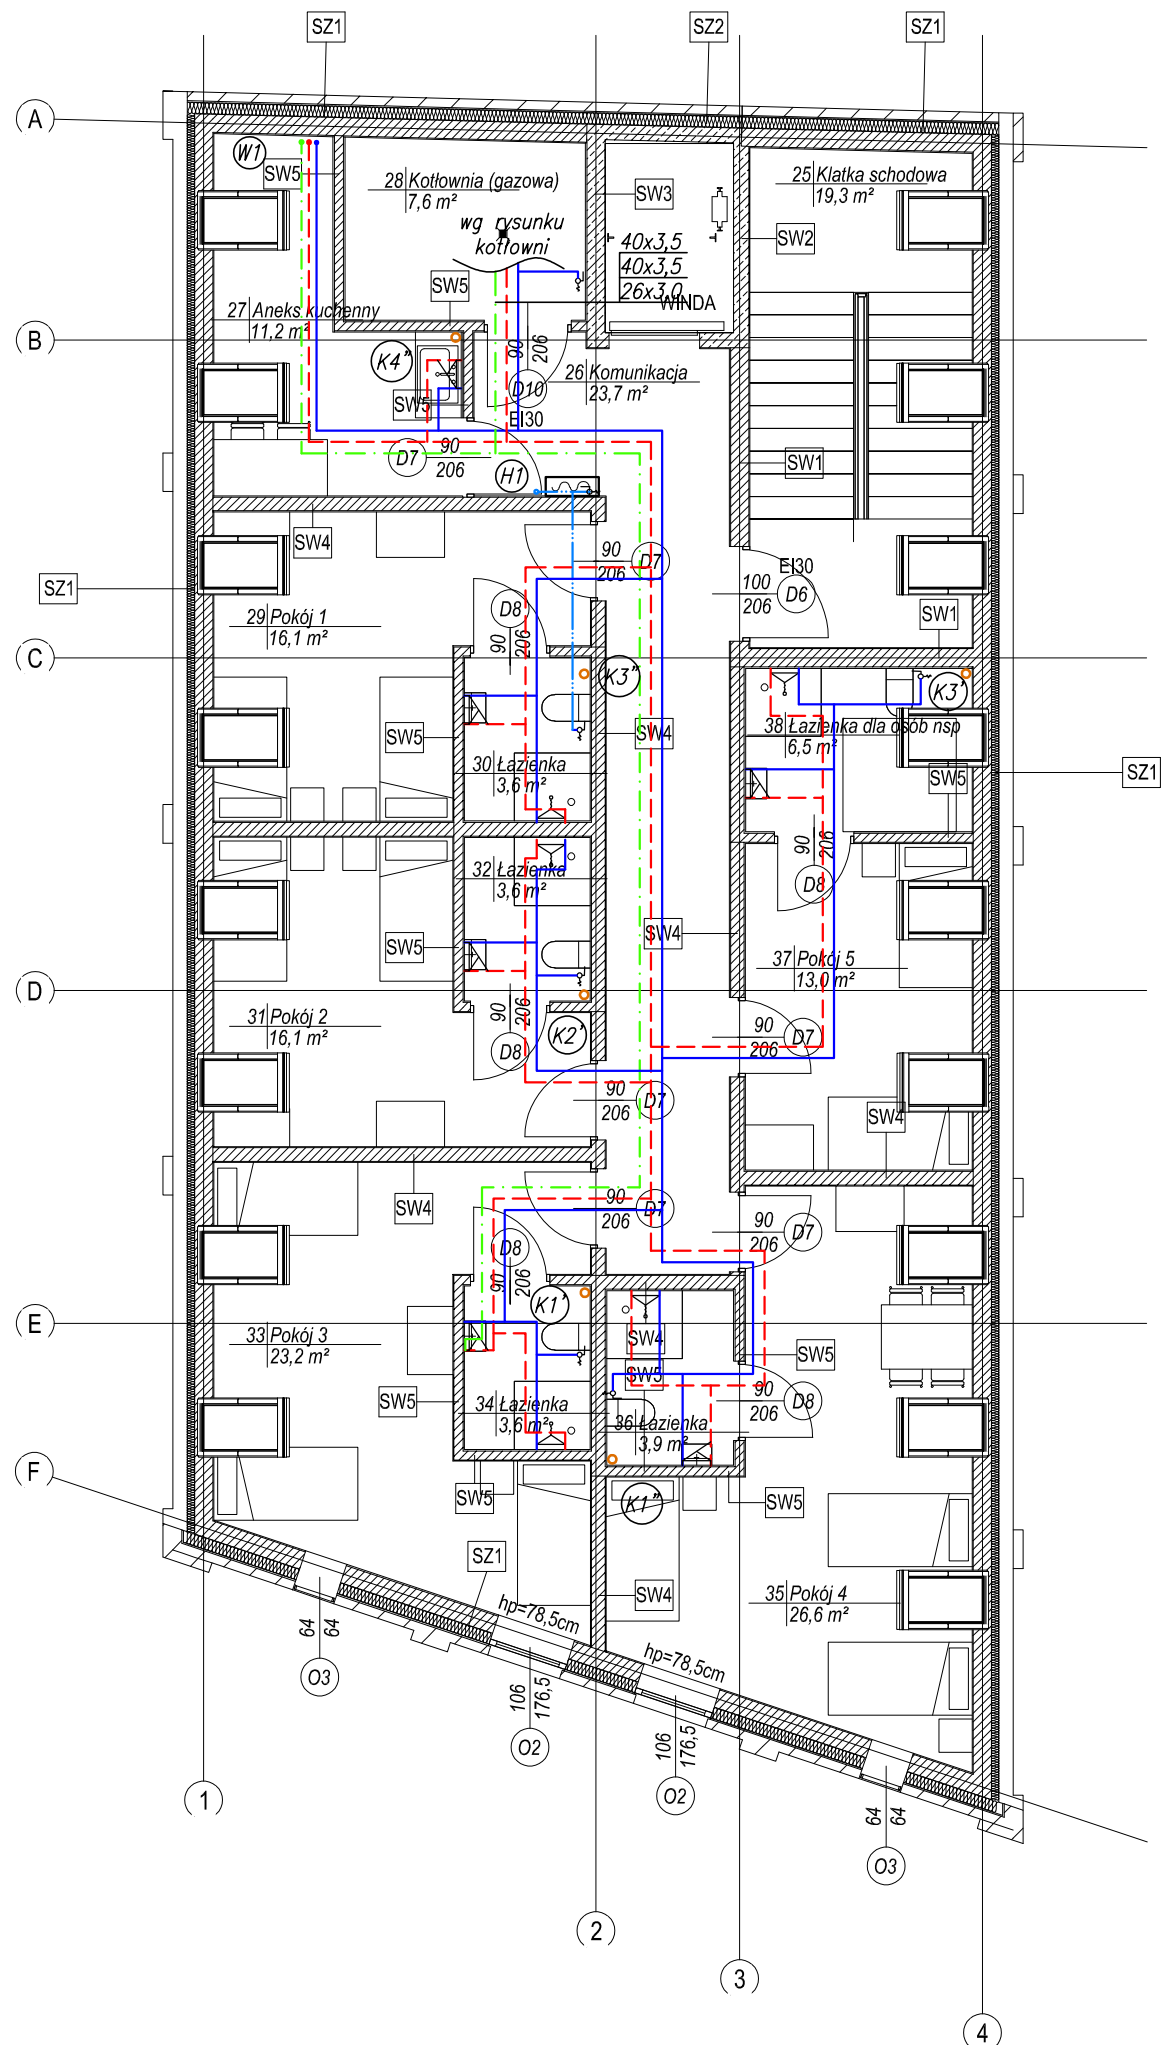 SZ1
SZ2
SZ1
A
W1
SW5
28 Kotłownia (gazowa)
7,6 m²
SW3
25 Klatka schodowa
19,3 m²
wg rysunku
kotłowni
SW2
40x3,5
40x3,5
26x3,0
WINDA
SW5
27 Aneks kuchenny
11,2 m²
B
K4"
90
206
D10
EI30
26 Komunikacja
23,7 m²
SW5
D7
90
206
H1
SW1
SW4
90
206
D7
EI30
100
206
D6
SZ1
SW1
29 Pokój 1
16,1 m²
D8
90
206
C
K3"
K3'
SW5
SW4
38 Łazienka dla osób nsp
6,5 m²
30 Łazienka
3,6 m²
SW5
SZ1
90
206
D8
32 Łazienka
3,6 m²
SW5
SW4
37 Pokój 5
13,0 m²
D
31 Pokój 2
16,1 m²
90
206
D8
K2'
90
206
D7
90
206
D7
SW4
SW4
90
206
D7
90
206
D7
D8
90
206
K1'
E
33 Pokój 3
23,2 m²
SW4
SW5
SW5
SW5
34 Łazienka
3,6 m²
36 Łazienka
3,9 m²
90
206
D8
F
SW5
K1"
SW5
SZ1
SW4
35 Pokój 4
26,6 m²
hp=78,5cm
hp=78,5cm
64
64
O3
106
176,5
O2
106
176,5
O2
64
64
O3
1
2
3
4